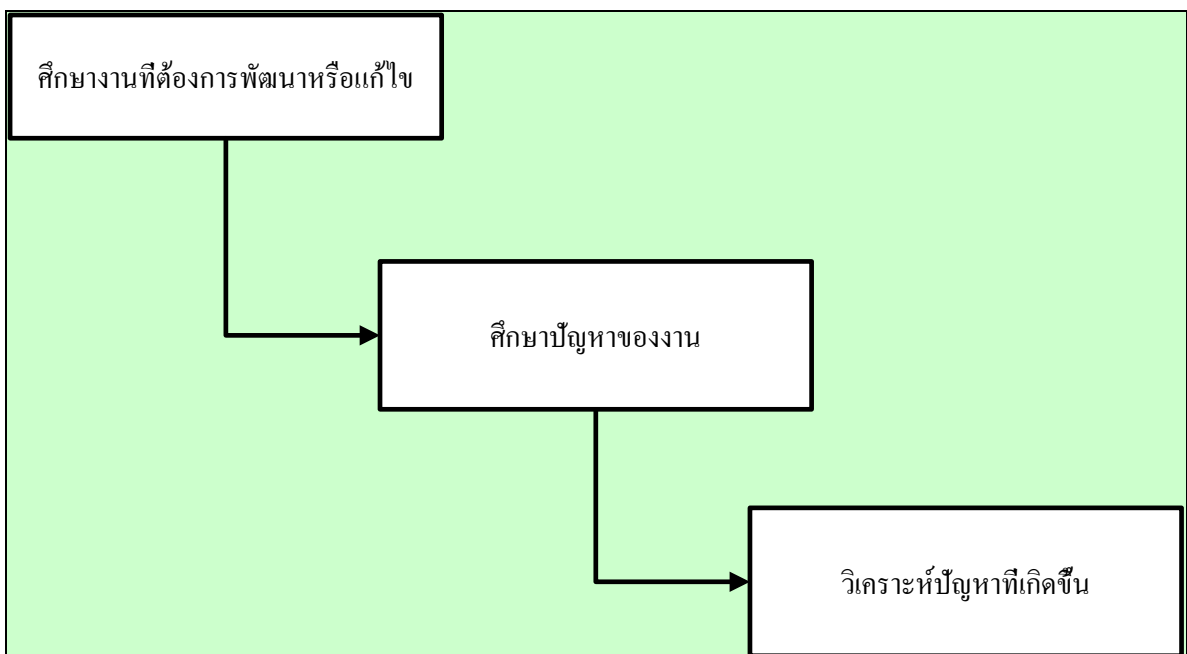 ศึกษางานที่ต้องการพัฒนาหรือแก้ไข
ศึกษาปัญหาของงาน
วิเคราะห์ปัญหาที่เกิดขึ้น